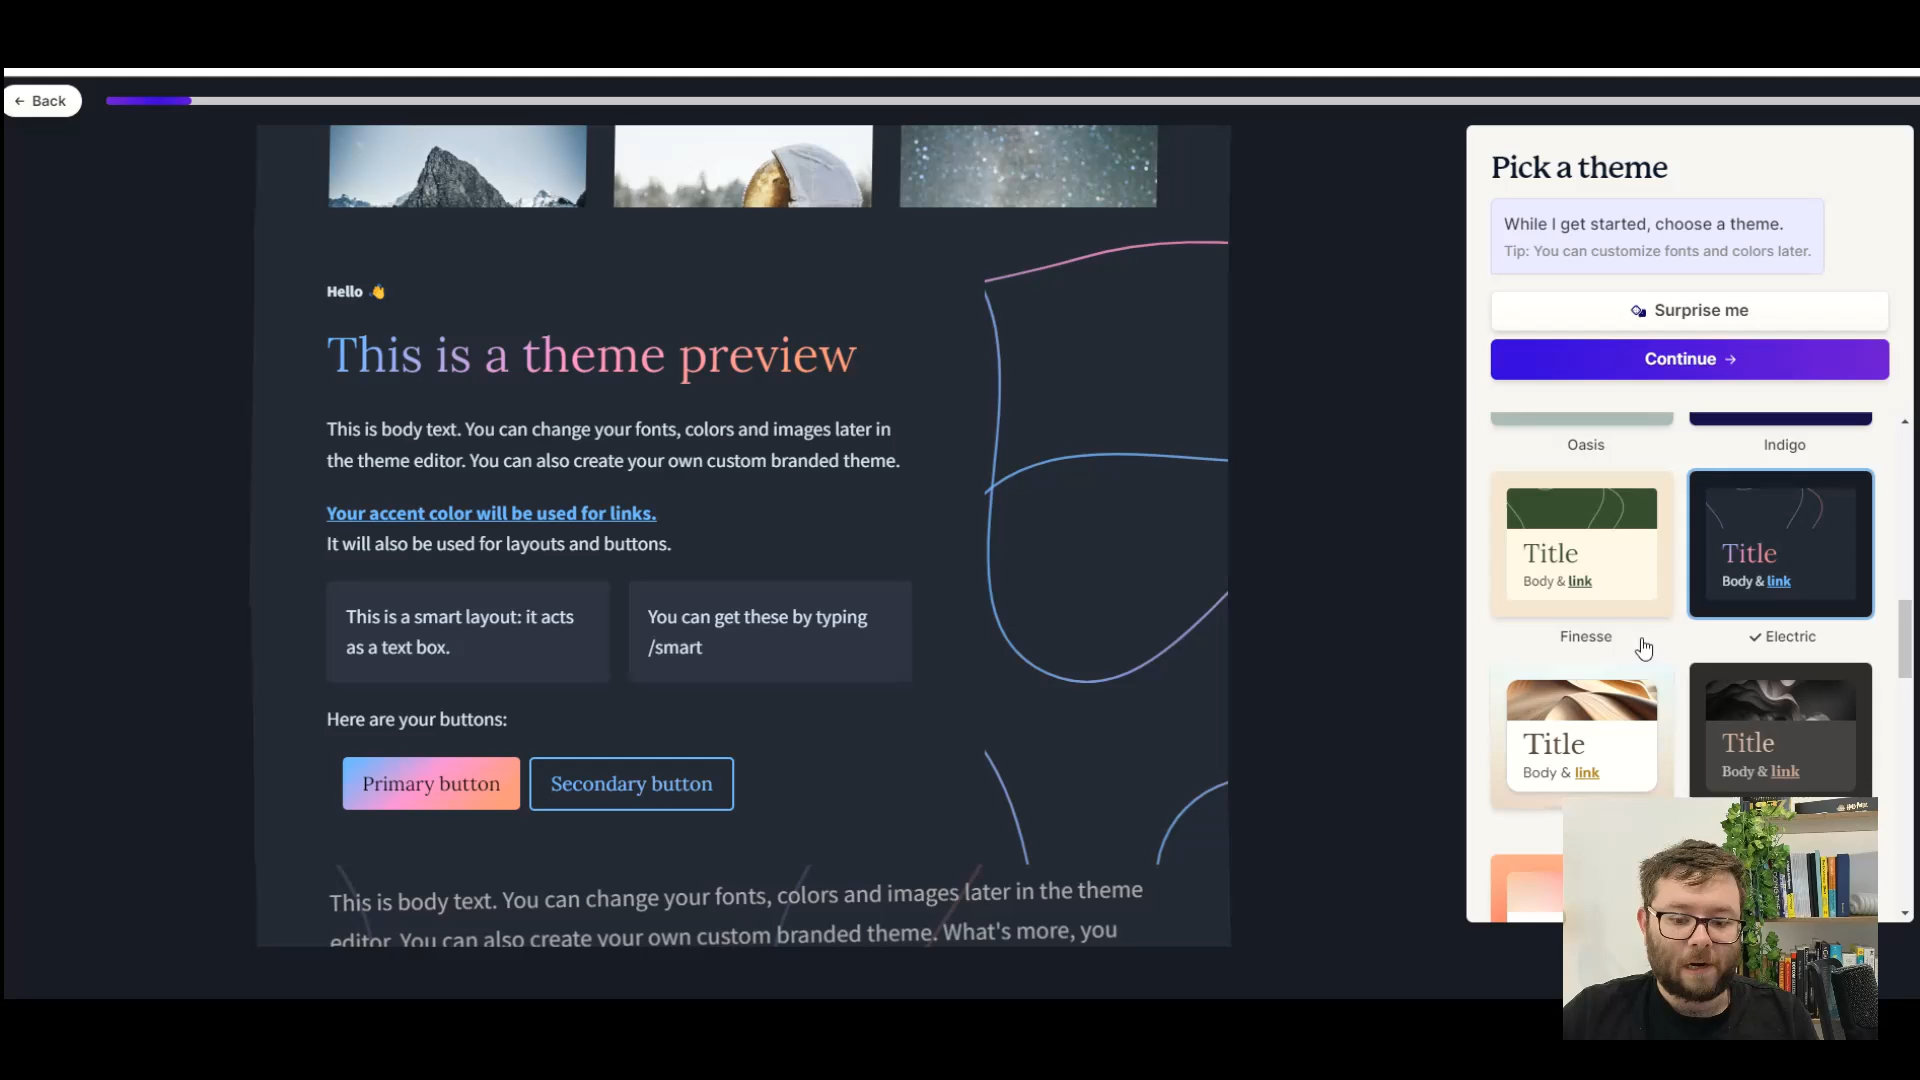 ← Back
Hello 👋
This is a theme preview
This is body text. You can change your fonts, colors and images later in
the theme editor. You can also create your own custom branded theme.
Your accent color will be used for links.
It will also be used for layouts and buttons.
This is a smart layout: it acts
as a text box.
You can get these by typing
/smart
Here are your buttons:
Primary button
Secondary button
This is body text. You can change your fonts, colors and images later in the theme
editor. You can also create your own custom branded theme. What's more, you
Pick a theme
While I get started, choose a theme.
Tip: You can customize fonts and colors later.
Surprise me
Continue →
Oasis
Indigo
Title
Body & link
Title
Body & link
Finesse
✓ Electric
Title
Body & link
Title
Body & link